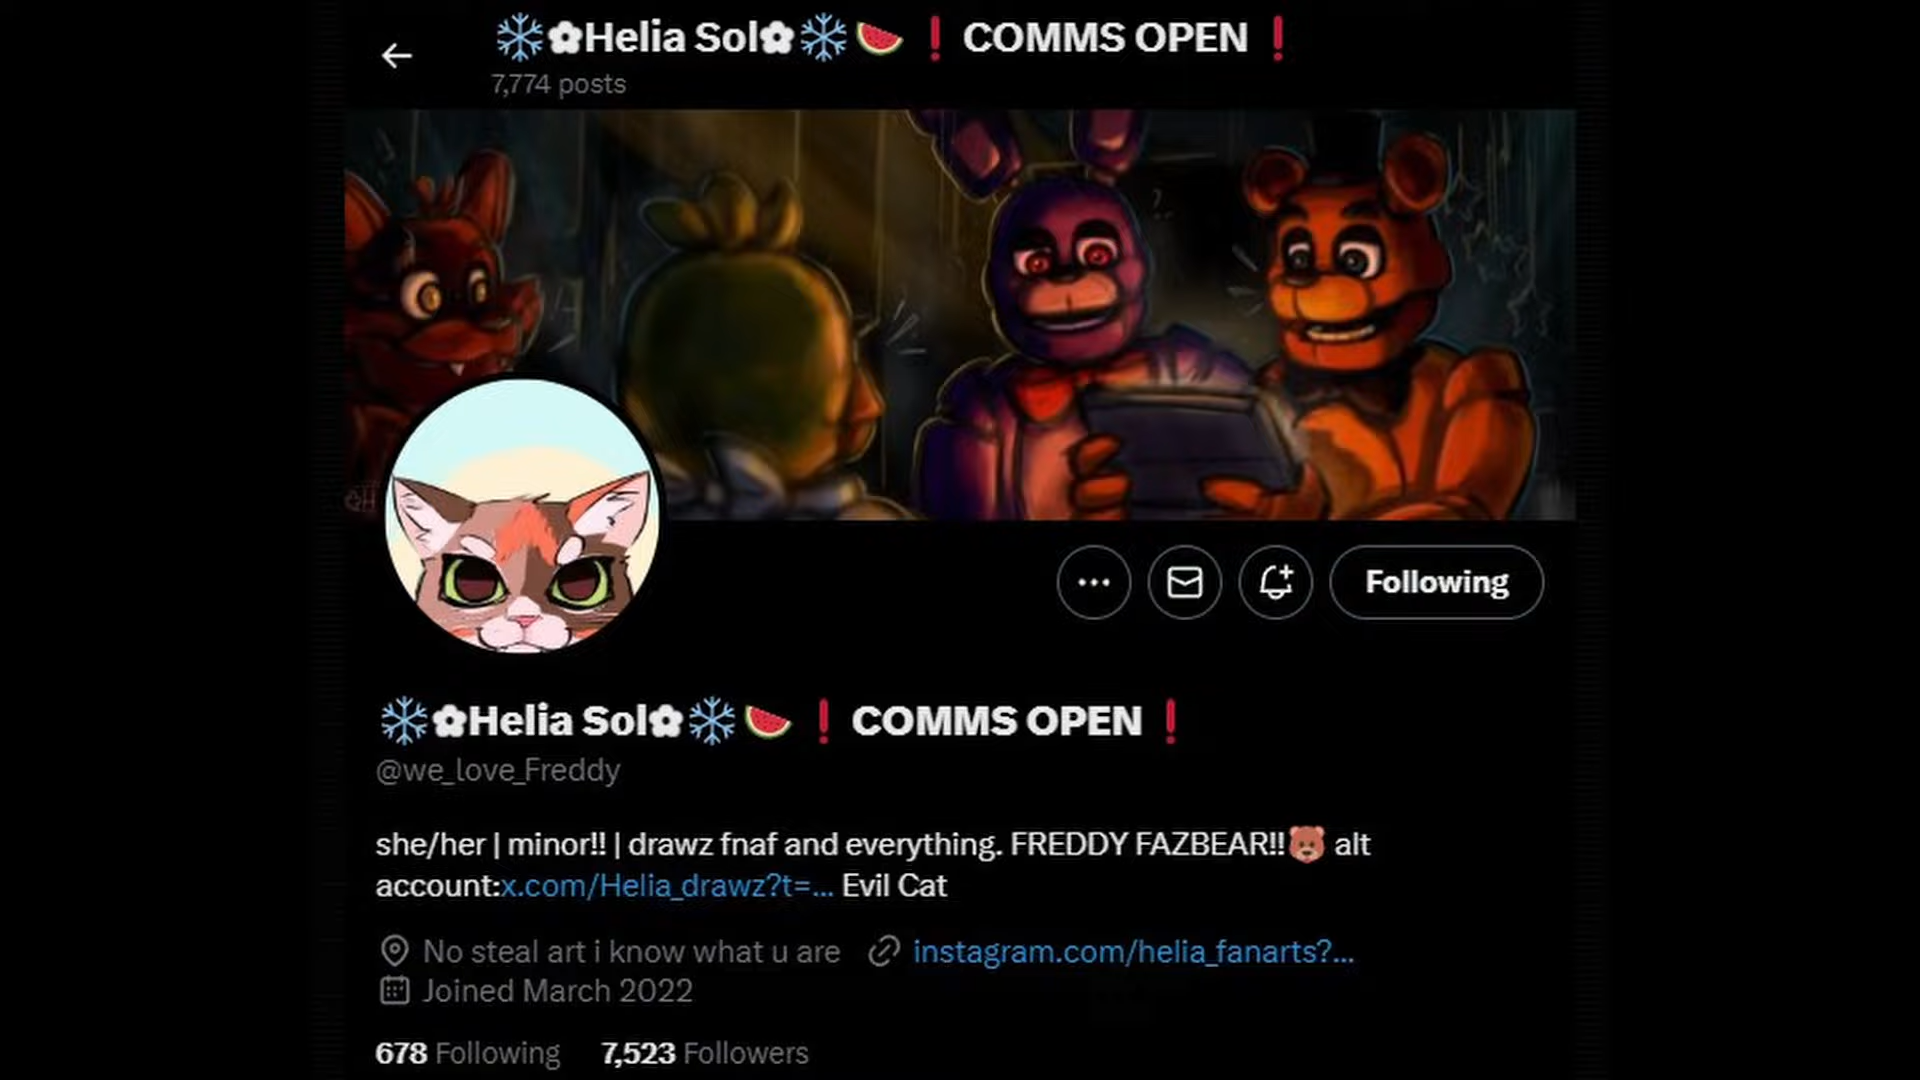 ❄️✿Helia Sol✿❄️🍉❗COMMS OPEN❗
7,774 posts
Following
❄️✿Helia Sol✿❄️🍉❗COMMS OPEN❗
@we_love_Freddy
she/her | minor!! | drawz fnaf and everything. FREDDY FAZBEAR!!🐻 alt
account:x.com/Helia_drawz?t=... Evil Cat
No steal art i know what u are instagram.com/helia_fanarts?...
Joined March 2022
678 Following 7,523 Followers